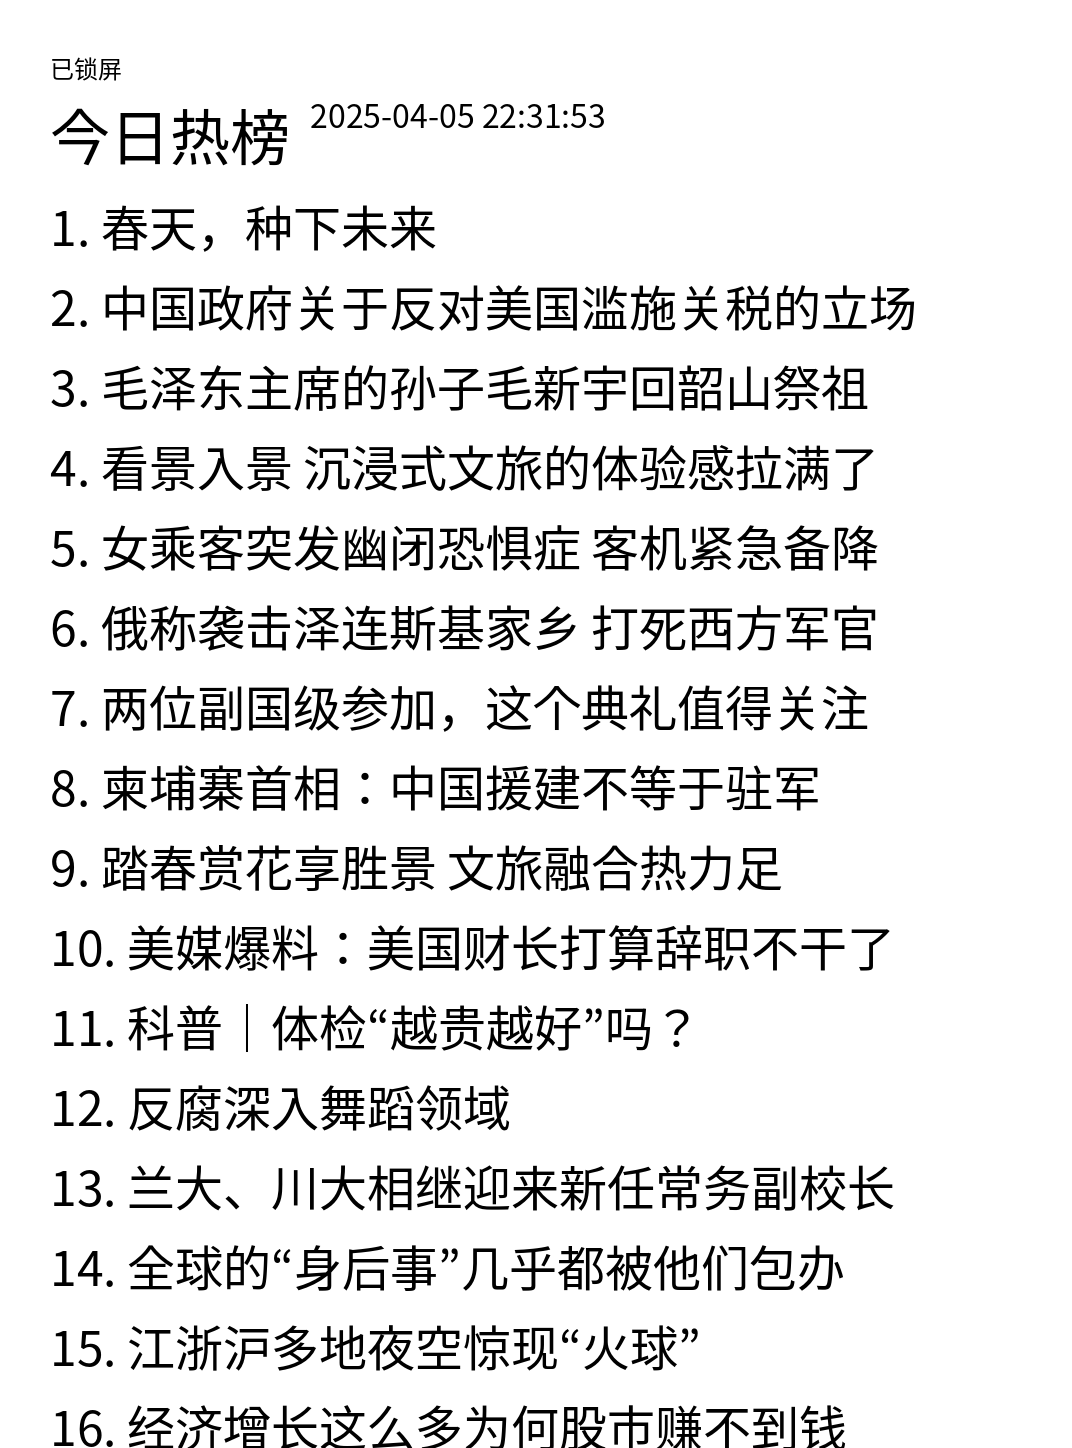 已锁屏
今日热榜 2025-04-05 22:31:53
1. 春天，种下未来
2. 中国政府关于反对美国滥施关税的立场
3. 毛泽东主席的孙子毛新宇回韶山祭祖
4. 看景入景 沉浸式文旅的体验感拉满了
5. 女乘客突发幽闭恐惧症 客机紧急备降
6. 俄称袭击泽连斯基家乡 打死西方军官
7. 两位副国级参加，这个典礼值得关注
8. 柬埔寨首相：中国援建不等于驻军
9. 踏春赏花享胜景 文旅融合热力足
10. 美媒爆料：美国财长打算辞职不干了
11. 科普｜体检“越贵越好”吗？
12. 反腐深入舞蹈领域
13. 兰大、川大相继迎来新任常务副校长
14. 全球的“身后事”几乎都被他们包办
15. 江浙沪多地夜空惊现“火球”
16. 经济增长这么多为何股市赚不到钱